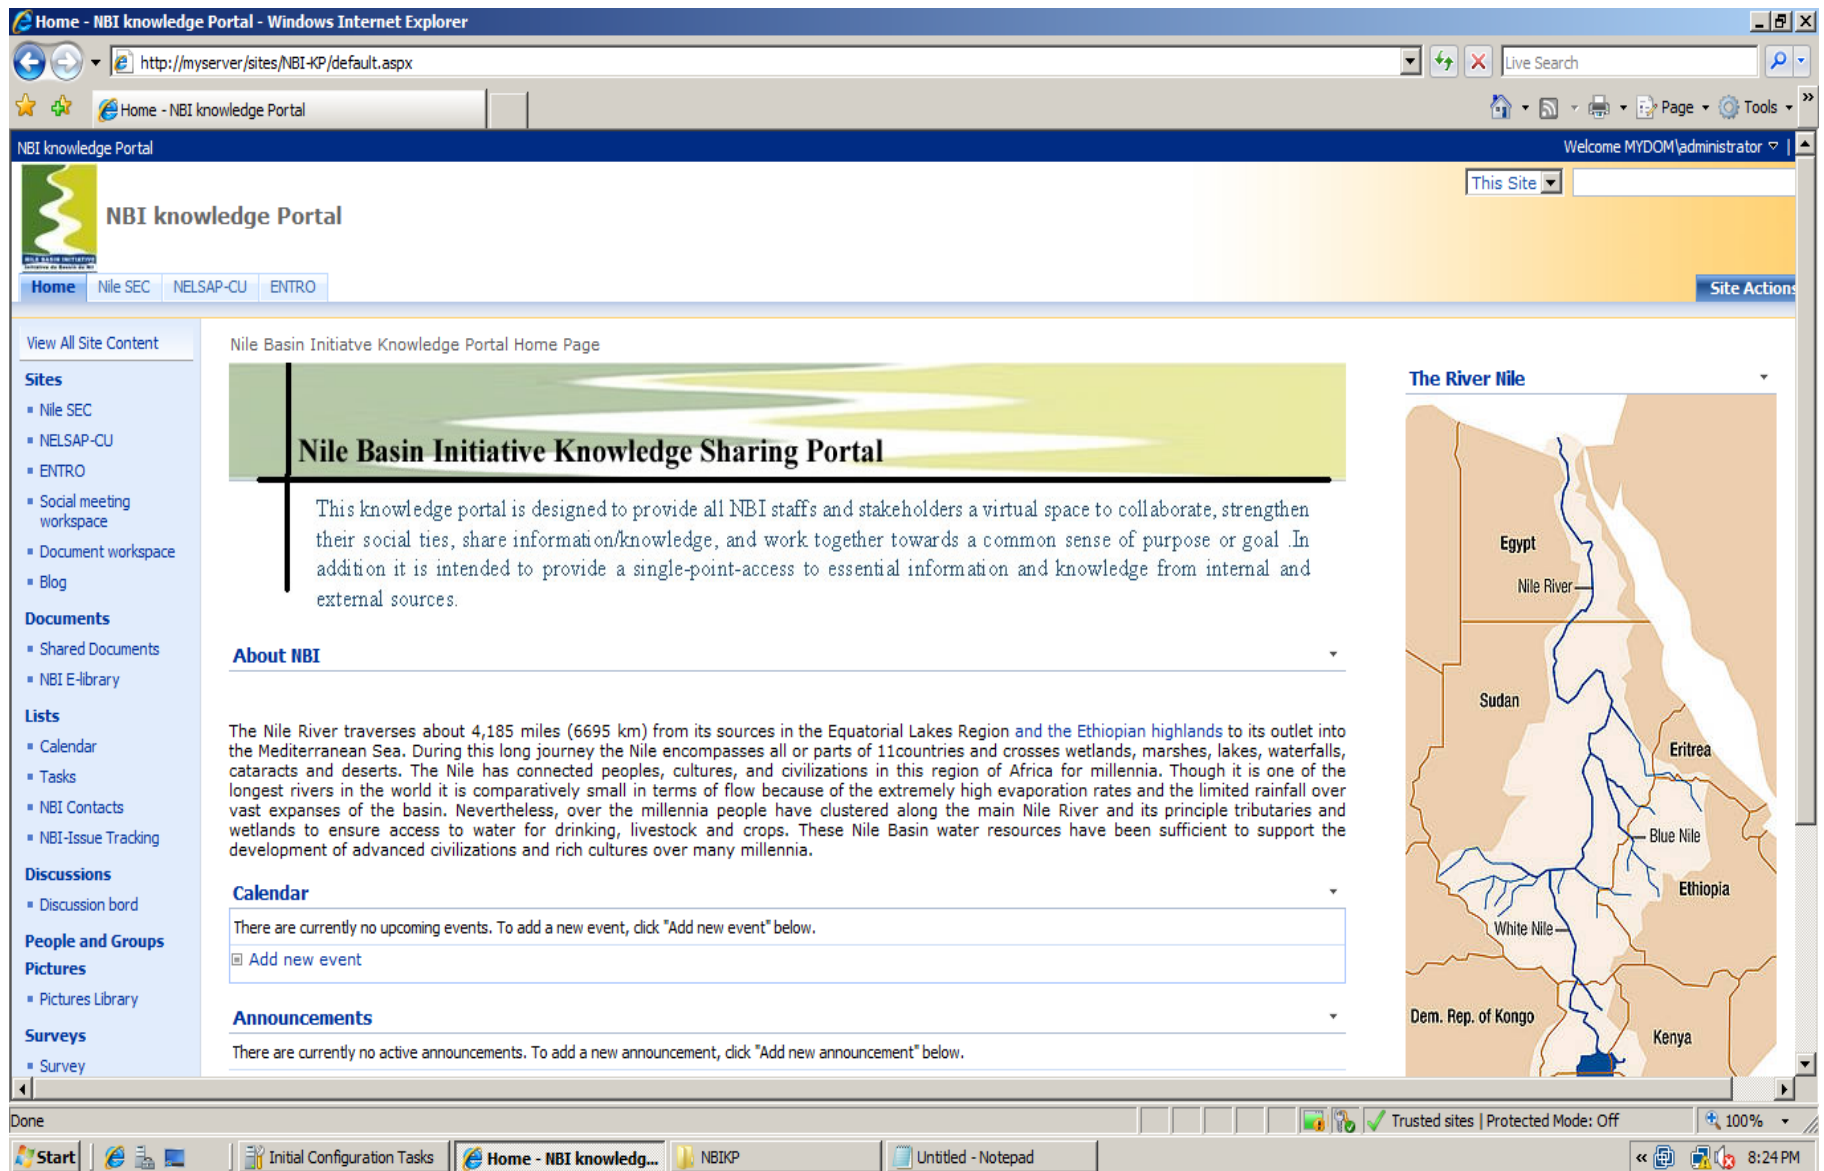 Home - NBI knowledge Portal - Windows Internet Explorer
http://myserver/sites/NBI-KP/default.aspx
Live Search
Home - NBI knowledge Portal
Page
Tools
NBI knowledge Portal
Welcome MYDOM\administrator
This Site
NBI knowledge Portal
NILE BASIN INITIATIVE
Initiative du Bassin du Nil
Home Nile SEC NELSAP-CU ENTRO
Site Actions
View All Site Content
Sites
Nile SEC
NELSAP-CU
ENTRO
Social meeting
workspace
Document workspace
Blog
Documents
Shared Documents
NBI E-library
Lists
Calendar
Tasks
NBI Contacts
NBI-Issue Tracking
Discussions
Discussion bord
People and Groups
Pictures
Pictures Library
Surveys
Survey
Nile Basin Initiatve Knowledge Portal Home Page
Nile Basin Initiative Knowledge Sharing Portal
This knowledge portal is designed to provide all NBI staffs and stakeholders a virtual space to collaborate, strengthen
their social ties, share information/knowledge, and work together towards a common sense of purpose or goal .In
addition it is intended to provide a single-point-access to essential information and knowledge from internal and
external sources.
About NBI
The Nile River traverses about 4,185 miles (6695 km) from its sources in the Equatorial Lakes Region and the Ethiopian highlands to its outlet into
the Mediterranean Sea. During this long journey the Nile encompasses all or parts of 11countries and crosses wetlands, marshes, lakes, waterfalls,
cataracts and deserts. The Nile has connected peoples, cultures, and civilizations in this region of Africa for millennia. Though it is one of the
longest rivers in the world it is comparatively small in terms of flow because of the extremely high evaporation rates and the limited rainfall over
vast expanses of the basin. Nevertheless, over the millennia people have clustered along the main Nile River and its principle tributaries and
wetlands to ensure access to water for drinking, livestock and crops. These Nile Basin water resources have been sufficient to support the
development of advanced civilizations and rich cultures over many millennia.
Calendar
There are currently no upcoming events. To add a new event, click "Add new event" below.
Add new event
Announcements
There are currently no active announcements. To add a new announcement, click "Add new announcement" below.
The River Nile
Egypt
Nile River
Sudan
Eritrea
Blue Nile
Ethiopia
White Nile
Dem. Rep. of Kongo
Kenya
Done
Trusted sites | Protected Mode: Off
100%
Start
Initial Configuration Tasks
Home - NBI knowledg...
NBIKP
Untitled - Notepad
8:24 PM